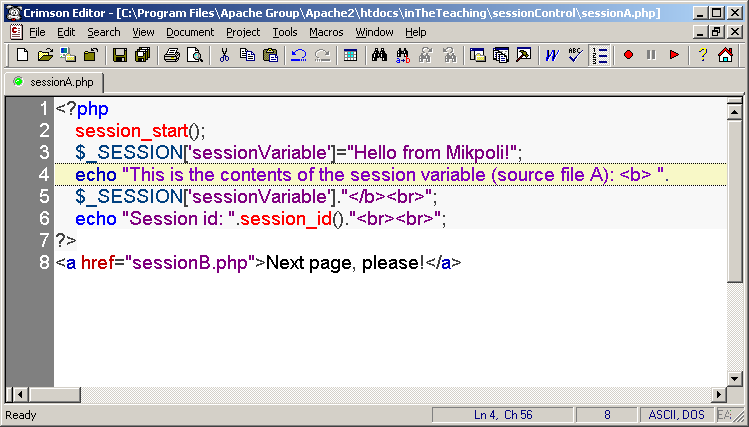 Crimson Editor - [C:\Program Files\Apache Group\Apache2\htdocs\inTheTeaching\sessionControl\sessionA.php]
File Edit Search View Document Project Tools Macros Window Help
sessionA.php
1 <?php
2 session_start();
3 $_SESSION['sessionVariable']="Hello from Mikpoli!";
4 echo "This is the contents of the session variable (source file A): <b> ".
5 $_SESSION['sessionVariable']."</b><br>";
6 echo "Session id: ".session_id()."<br><br>";
7 ?>
8 <a href="sessionB.php">Next page, please!</a>
Ready Ln 4, Ch 56 8 ASCII, DOS